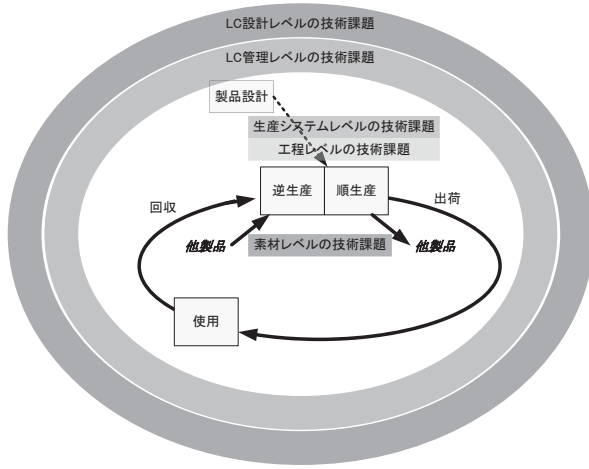 LC設計レベルの技術課題
LC管理レベルの技術課題
製品設計
生産システムレベルの技術課題
工程レベルの技術課題
逆生産
順生産
回収
出荷
他製品
素材レベルの技術課題
他製品
使用